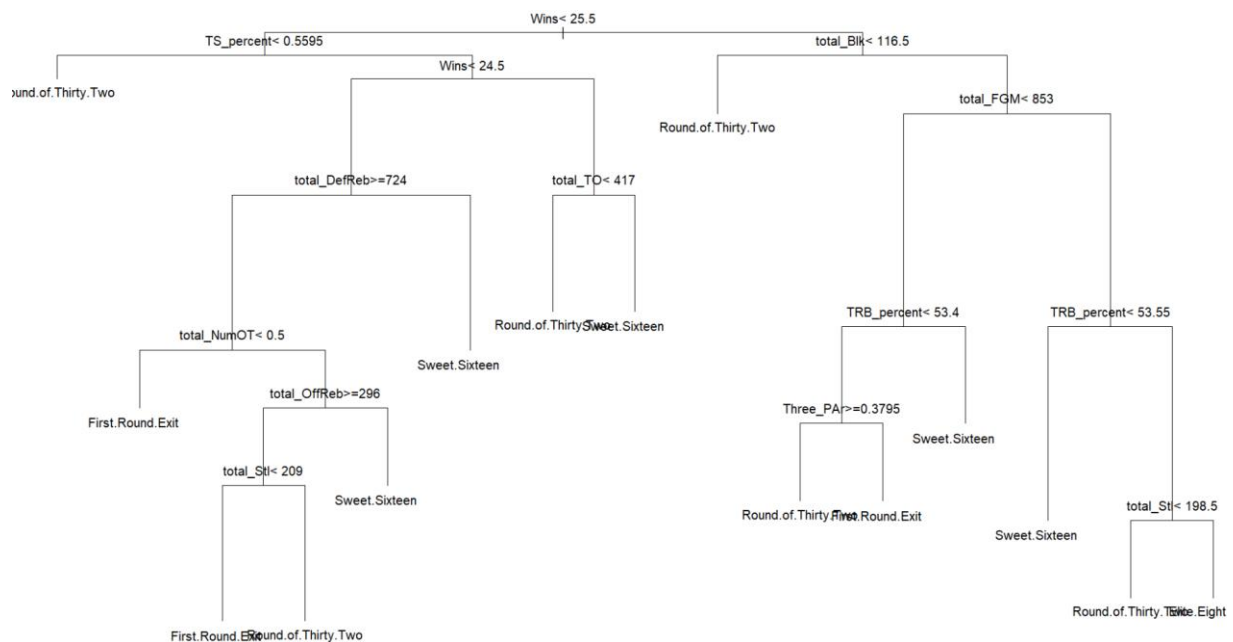 Wins< 25.5
TS_percent< 0.5595
total_Blk< 116.5
Wins< 24.5
ound.of.Thirty.Two
total_FGM< 853
Round.of.Thirty.Two
total_DefReb>=724
total_TO< 417
Round.of.Thirty.Two
Sweet.Sixteen
TRB_percent< 53.4
TRB_percent< 53.55
total_NumOT< 0.5
Sweet.Sixteen
total_OffReb>=296
Three_PAr>=0.3795
First.Round.Exit
Sweet.Sixteen
total_Stl< 209
Sweet.Sixteen
Round.of.Thirty.Two
First.Round.Exit
total_Stl< 198.5
Sweet.Sixteen
Round.of.Thirty.Two
Elite.Eight
First.Round.Exit
Round.of.Thirty.Two